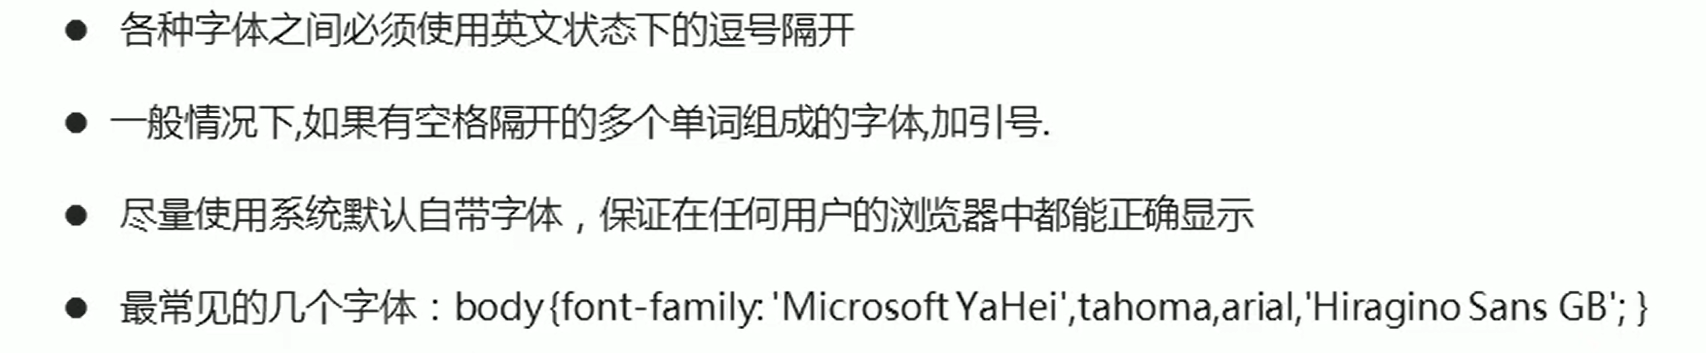 ● 各种字体之间必须使用英文状态下的逗号隔开
● 一般情况下,如果有空格隔开的多个单词组成的字体,加引号.
● 尽量使用系统默认自带字体，保证在任何用户的浏览器中都能正确显示
● 最常见的几个字体：body{font-family: 'Microsoft YaHei',tahoma,arial,'Hiragino Sans GB'; }